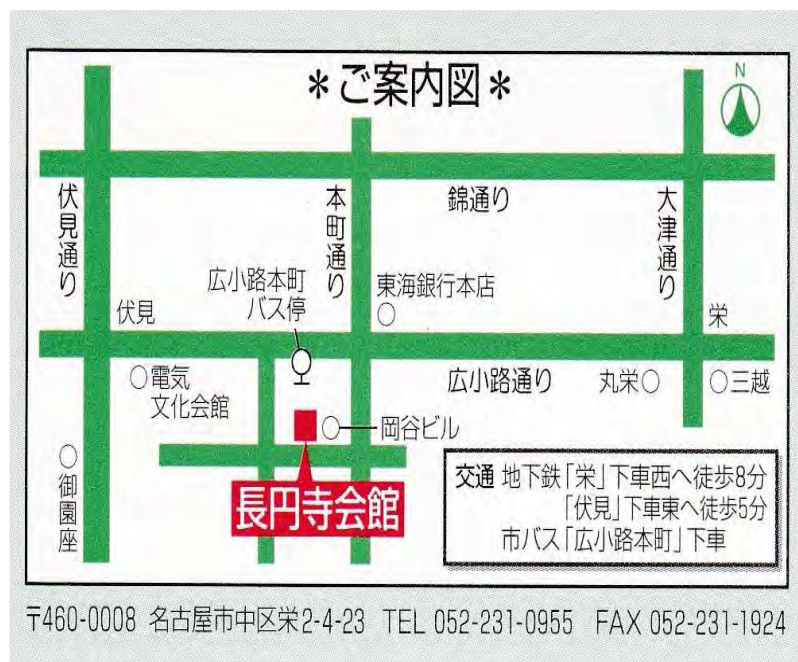 *ご案内図*
N
伏見通り
本町通り
錦通り
大津通り
広小路本町
バス停
東海銀行本店
伏見
栄
電気
文化会館
広小路通り
丸栄
三越
岡谷ビル
御園座
長円寺会館
交通 地下鉄「栄」下車西へ徒歩8分
「伏見」下車東へ徒歩5分
市バス「広小路本町」下車
〒460-0008 名古屋市中区栄2-4-23 TEL 052-231-0955 FAX 052-231-1924